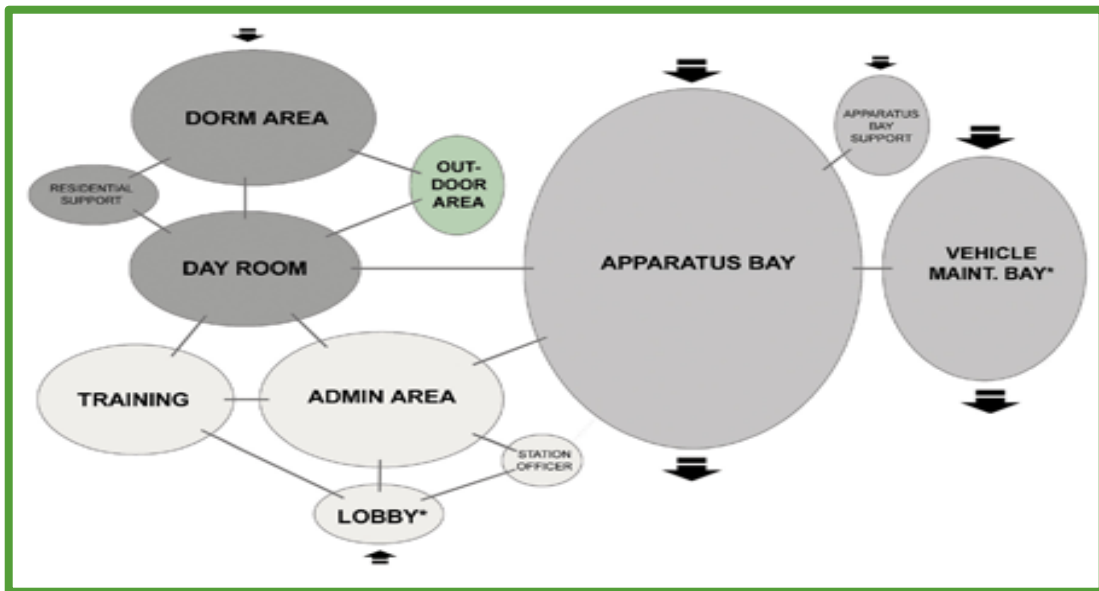 DORM AREA
RESIDENTIAL
SUPPORT
OUT-
DOOR
AREA
DAY ROOM
TRAINING
ADMIN AREA
STATION
OFFICER
LOBBY*
APPARATUS BAY
APPARATUS
BAY
SUPPORT
VEHICLE
MAINT. BAY*